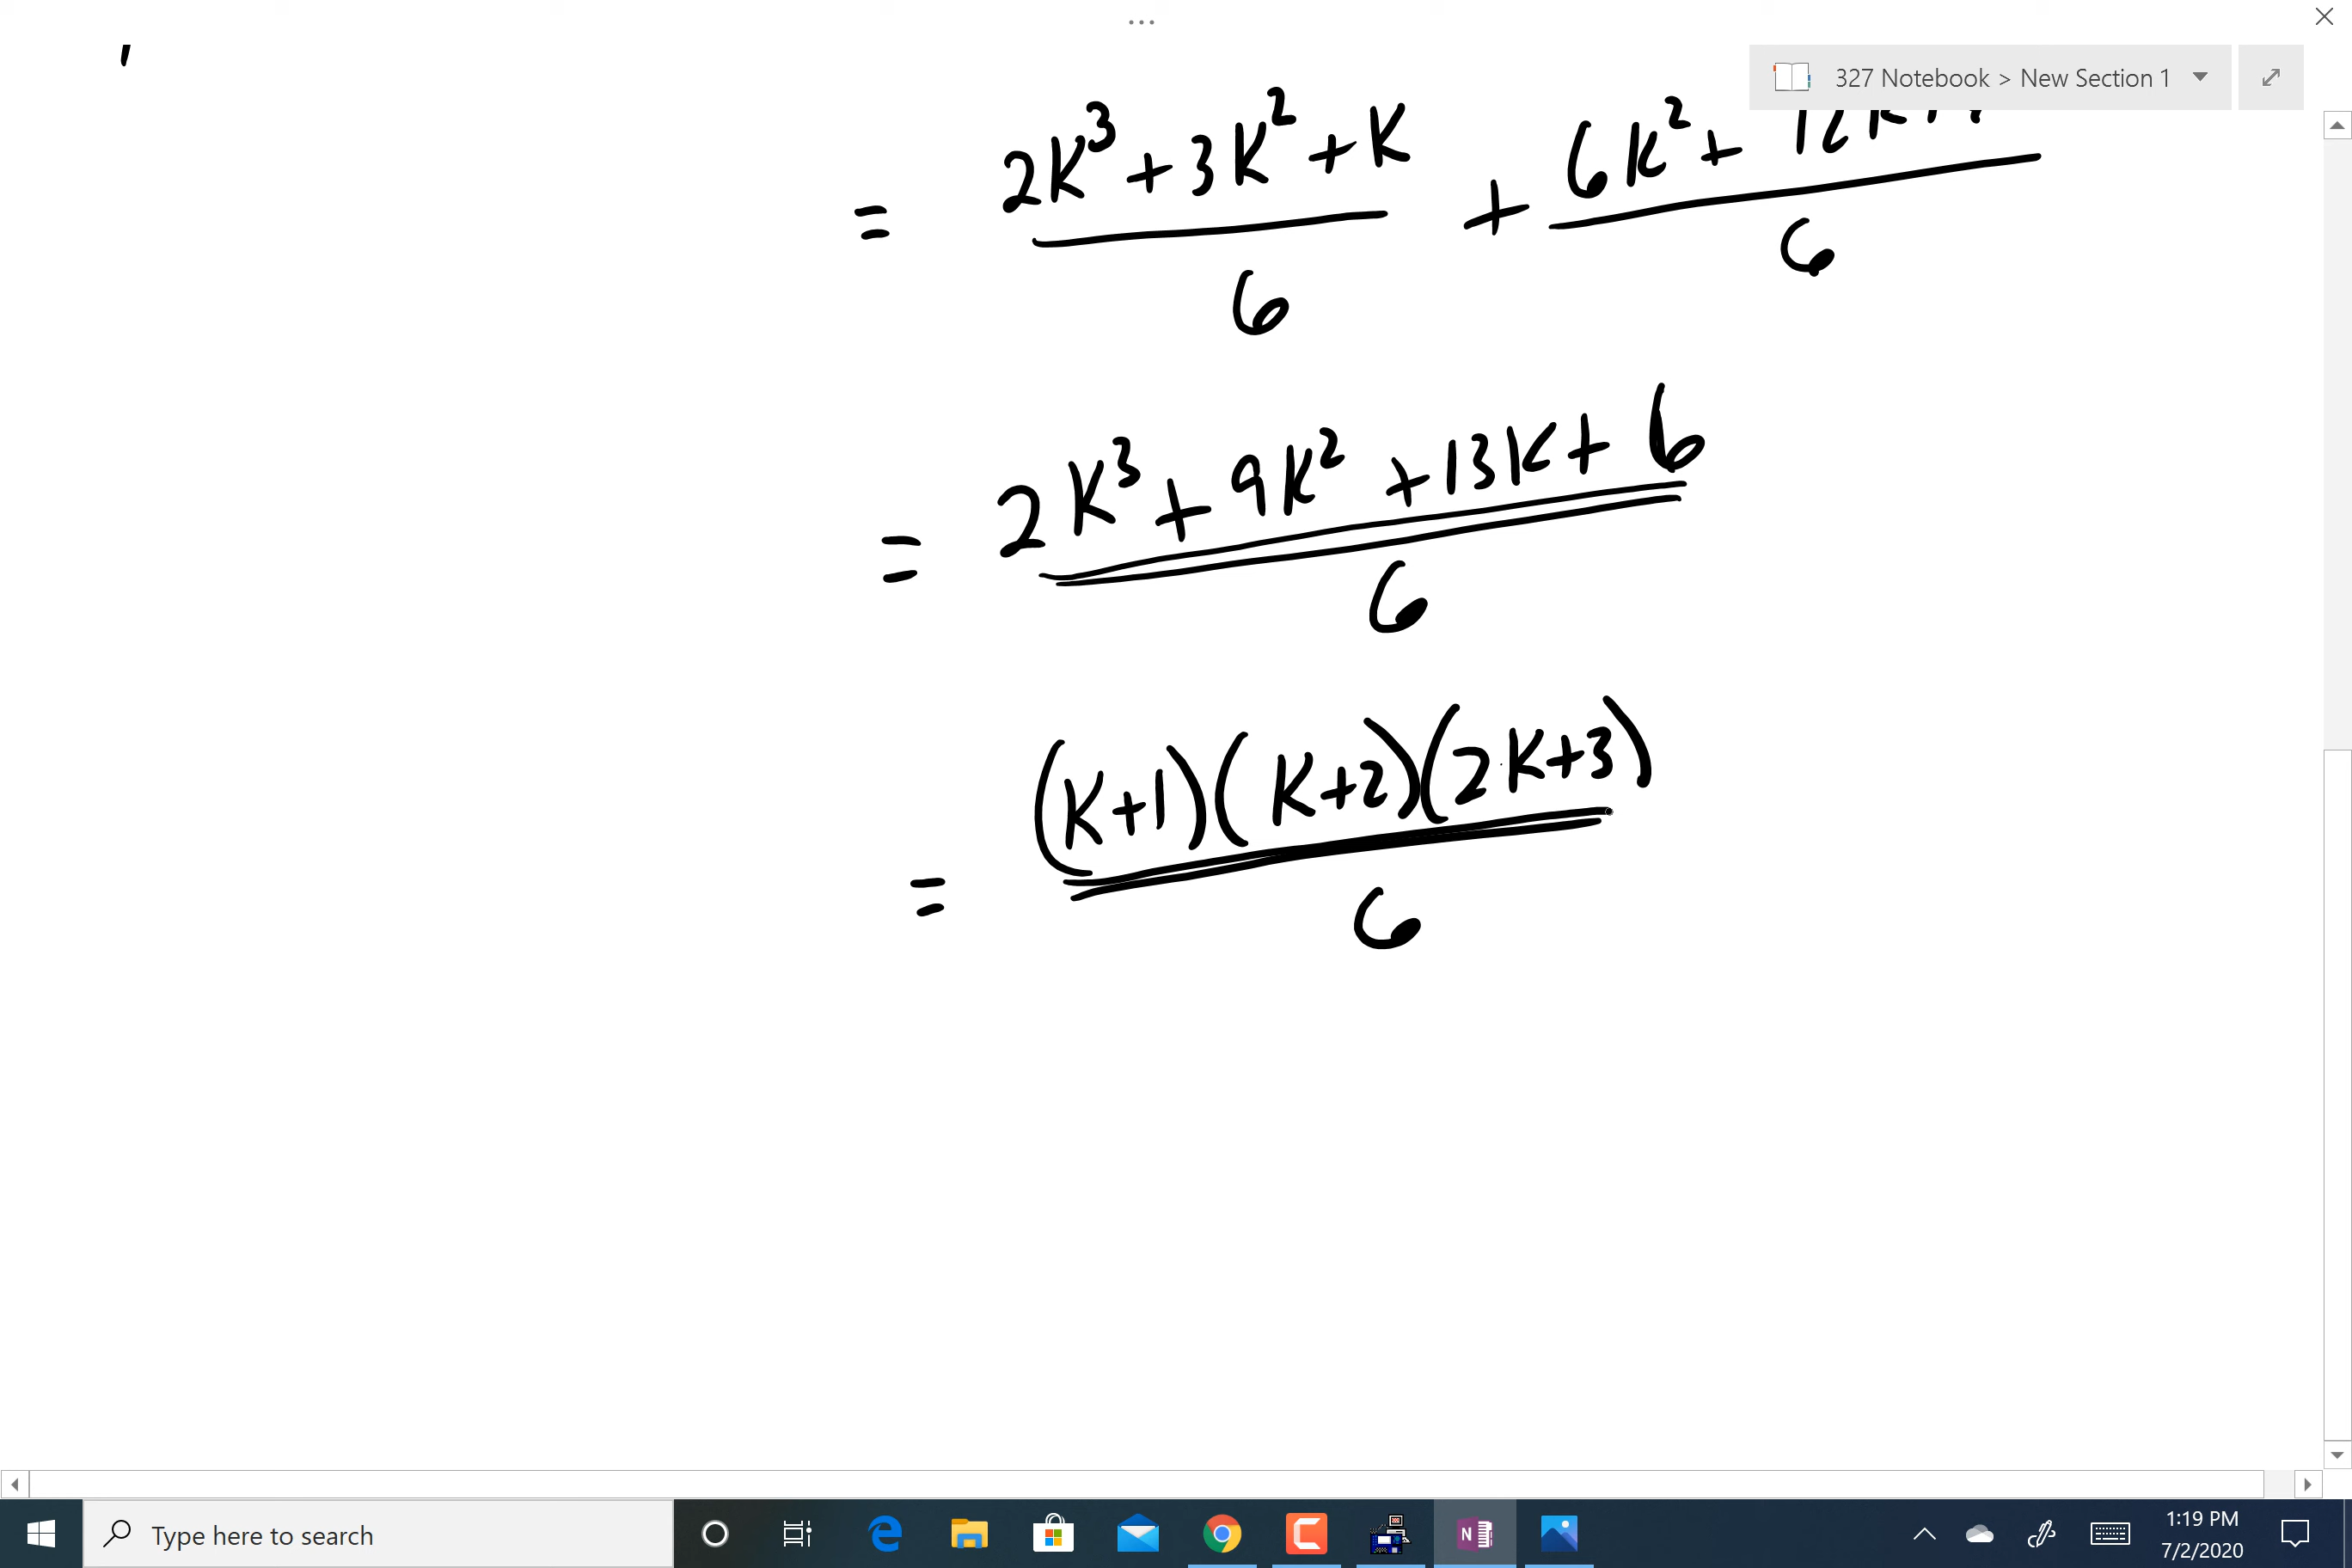 327 Notebook > New Section 1
= (2K³ + 3K² + K)/6 + (6K² + 12K
= (2K³ + 9K² + 13K + 6)/6
= (K+1)(K+2)(2K+3)/6
Type here to search
1:19 PM
7/2/2020